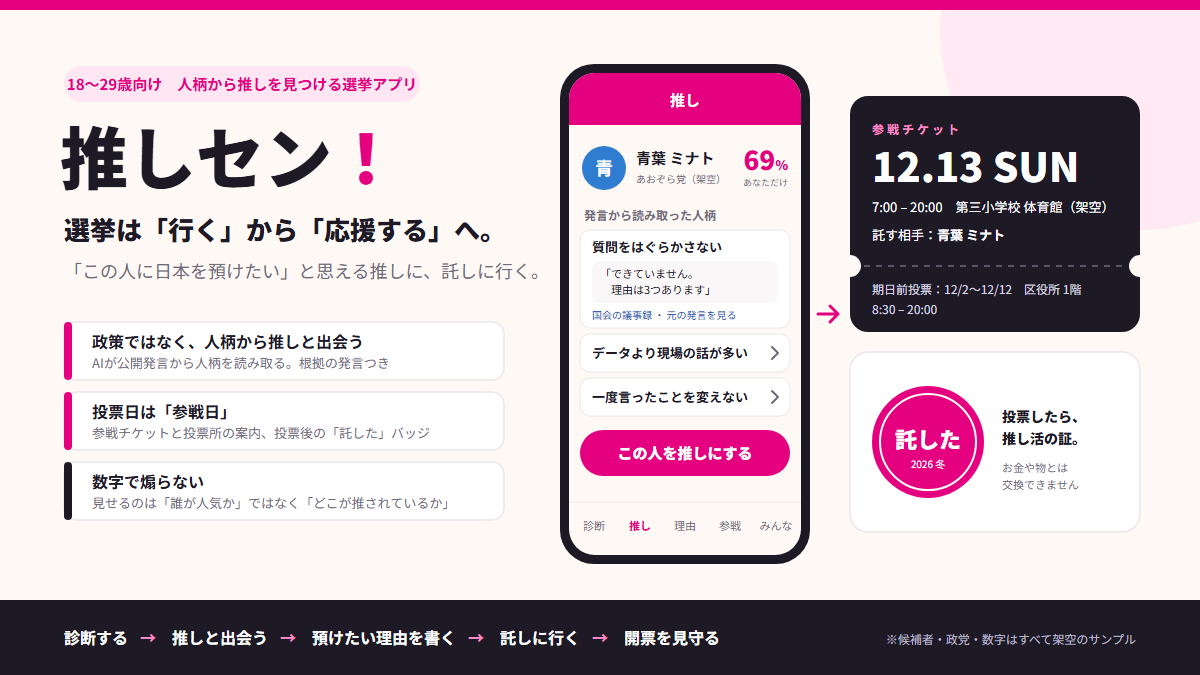 18〜29歳向け　人柄から推しを見つける選挙アプリ
推しセン！
選挙は「行く」から「応援する」へ。
「この人に日本を預けたい」と思える推しに、託しに行く。
政策ではなく、人柄から推しと出会う
AIが公開発言から人柄を読み取る。根拠の発言つき
投票日は「参戦日」
参戦チケットと投票所の案内、投票後の「託した」バッジ
数字で煽らない
見せるのは「誰が人気か」ではなく「どこが推されているか」
推し
青
青葉 ミナト
あおぞら党（架空）
69%
あなただけ
発言から読み取った人柄
質問をはぐらかさない
「できていません。
理由は3つあります」
国会の議事録 ・ 元の発言を見る
データより現場の話が多い
一度言ったことを変えない
この人を推しにする
診断　推し　理由　参戦　みんな
参戦チケット
12.13 SUN
7:00 – 20:00　第三小学校 体育館（架空）
託す相手：青葉 ミナト
期日前投票：12/2〜12/12　区役所 1階
8:30 – 20:00
託した
2026 冬
投票したら、
推し活の証。
お金や物とは
交換できません
診断する → 推しと出会う → 預けたい理由を書く → 託しに行く → 開票を見守る
※候補者・政党・数字はすべて架空のサンプル